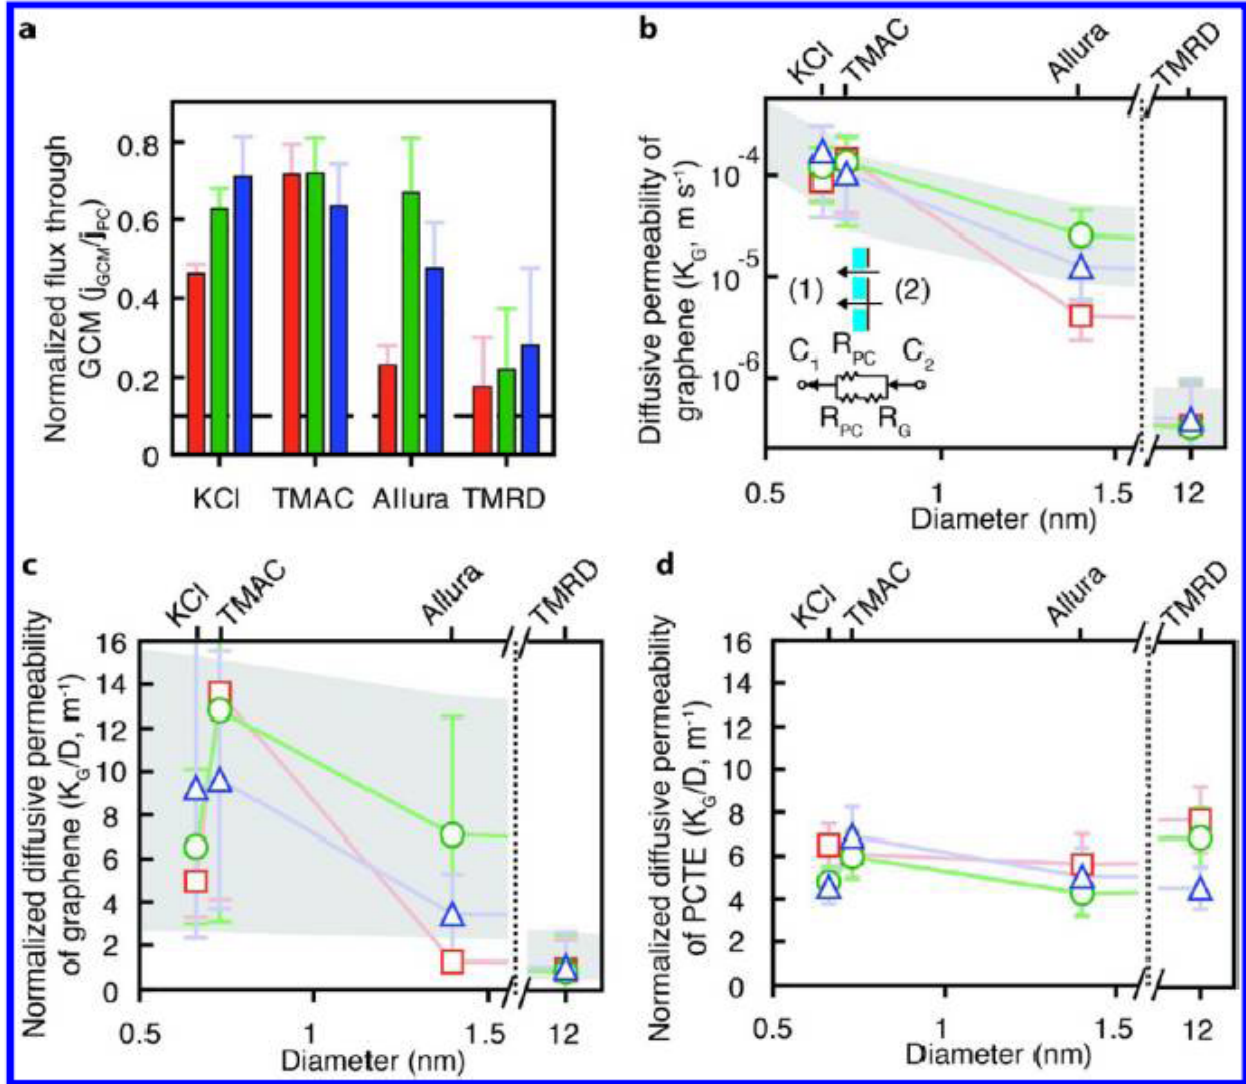 a
Normalized flux through
GCM (jGCM/jPC)
0.8
0.6
0.4
0.2
0
KCl
TMAC
Allura
TMRD
b
KCl
TMAC
Allura
TMRD
Diffusive permeability of
graphene (KG, m s⁻¹)
10⁻⁴
10⁻⁵
10⁻⁶
(1)
(2)
C1
RPC
C2
RPC
RG
0.5
1
1.5
12
Diameter (nm)
c
KCl
TMAC
Allura
TMRD
Normalized diffusive permeability
of graphene (KG/D, m⁻¹)
16
14
12
10
8
6
4
2
0
0.5
1
1.5
12
Diameter (nm)
d
KCl
TMAC
Allura
TMRD
Normalized diffusive permeability
of PCTE (KG/D, m⁻¹)
16
14
12
10
8
6
4
2
0
0.5
1
1.5
12
Diameter (nm)